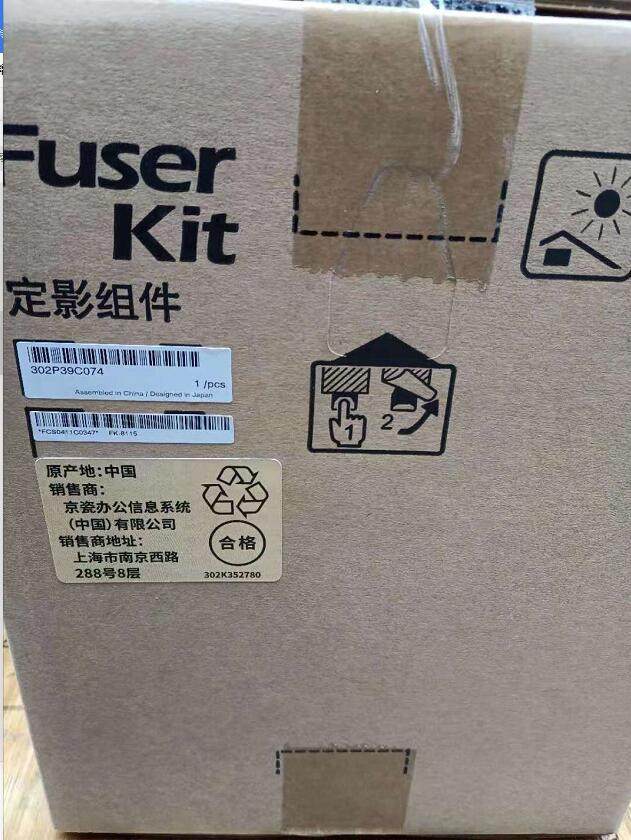 Fuser
Kit
定影组件
302P39C074
1 /pcs
Assembled in China / Designed in Japan
*FCS0411C0347* FK-8115
原产地:中国
销售商:
京瓷办公信息系统
(中国)有限公司
销售商地址:
上海市南京西路
288号8层
合格
302K352780
1
2